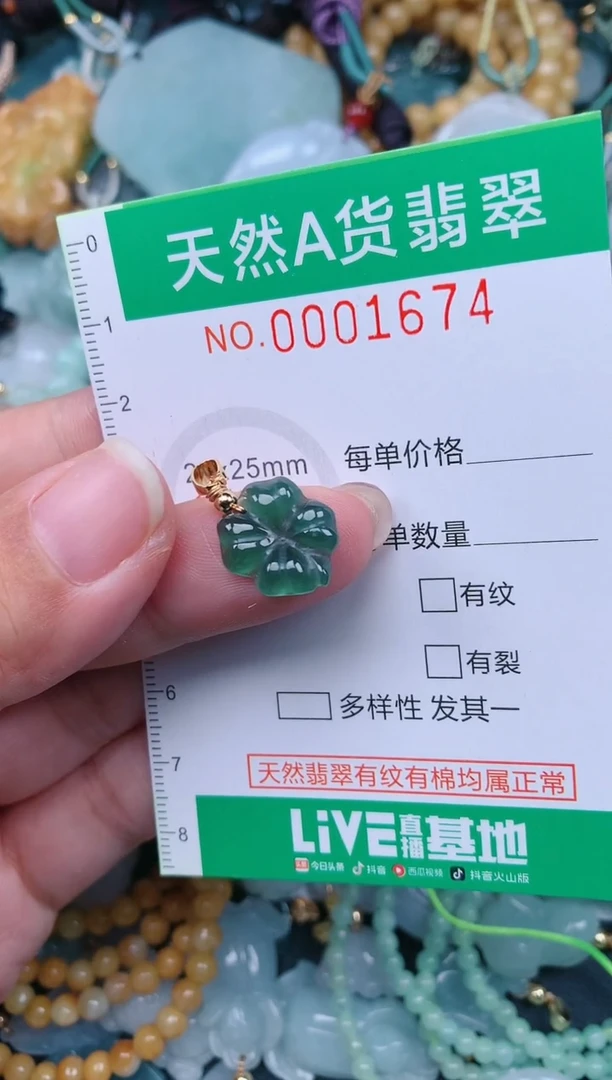 天然A货翡翠
NO.0001674
0
1
2
25mm
每单价格
单数量
有纹
有裂
多样性 发其一
6
7
天然翡翠有纹有棉均属正常
8
LiVE直播基地
头条 今日头条 抖音 西瓜视频 抖音火山版